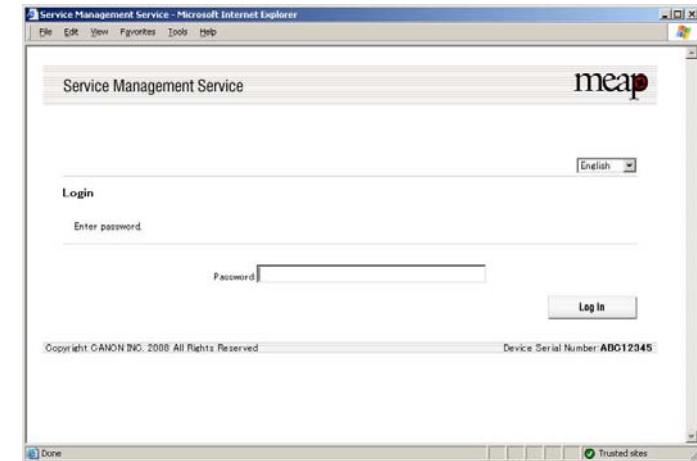 Service Management Service - Microsoft Internet Explorer
File Edit View Favorites Tools Help
Service Management Service
meap
English
Login
Enter password.
Password:
Log In
Copyright CANON INC. 2008 All Rights Reserved
Device Serial Number:ABC12345
Done
Trusted sites